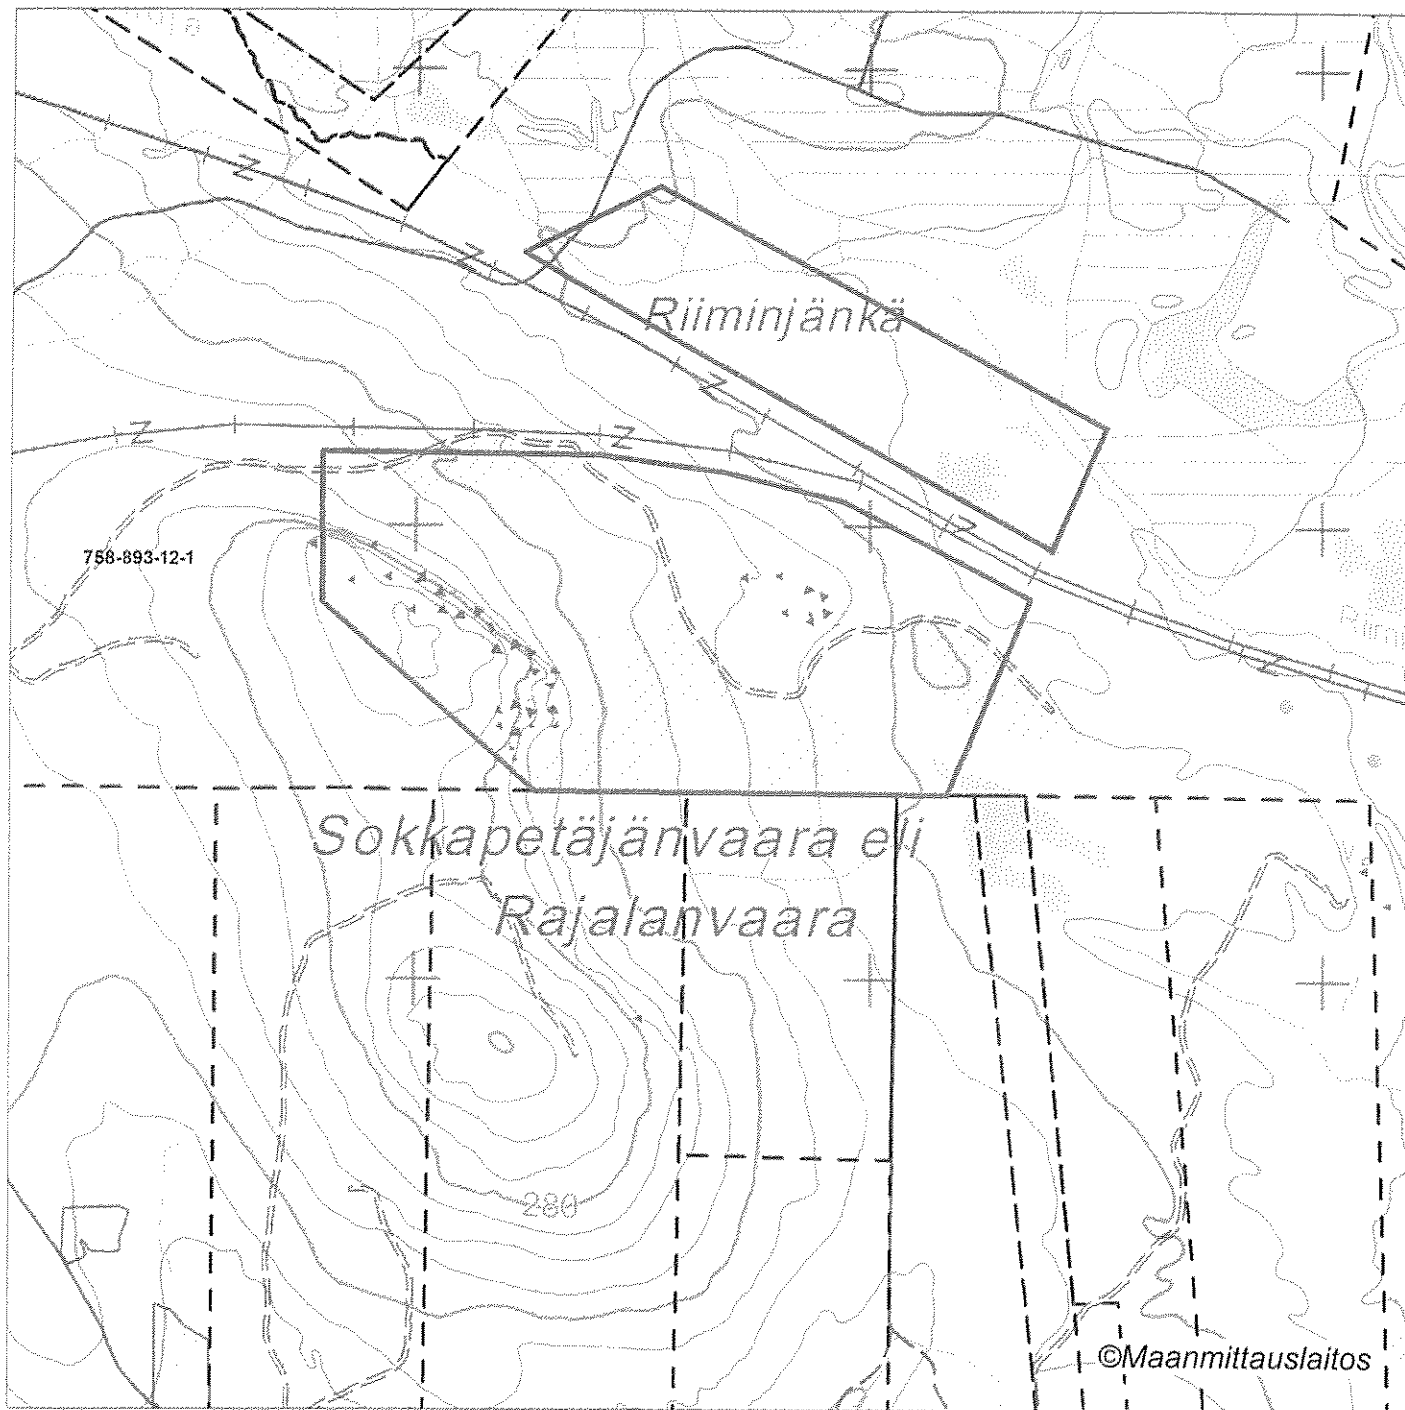 Riiminjänkä
758-893-12-1
Sokkapetäjänvaara eli
Rajalanvaara
280
©Maanmittauslaitos